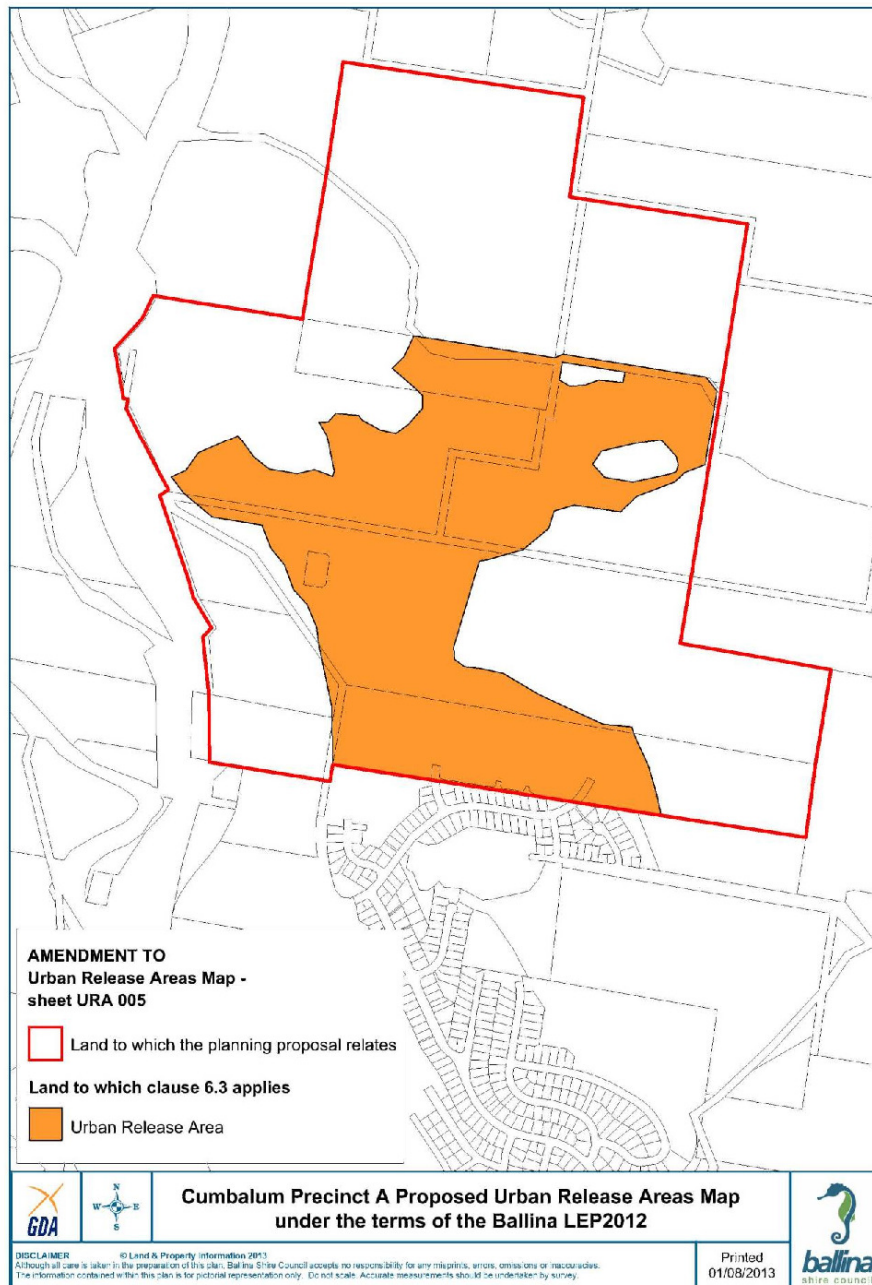 AMENDMENT TO
Urban Release Areas Map -
sheet URA 005
Land to which the planning proposal relates
Land to which clause 6.3 applies
Urban Release Area
GDA
N
W E
S
Cumbalum Precinct A Proposed Urban Release Areas Map
under the terms of the Ballina LEP2012
DISCLAIMER © Land & Property Information 2013
Although all care is taken in the preparation of this plan, Ballina Shire Council accepts no responsibility for any misprints, errors, omissions or inaccuracies.
The information contained within this plan is for pictorial representation only. Do not scale. Accurate measurements should be undertaken by survey.
Printed
01/08/2013
ballina
shire council